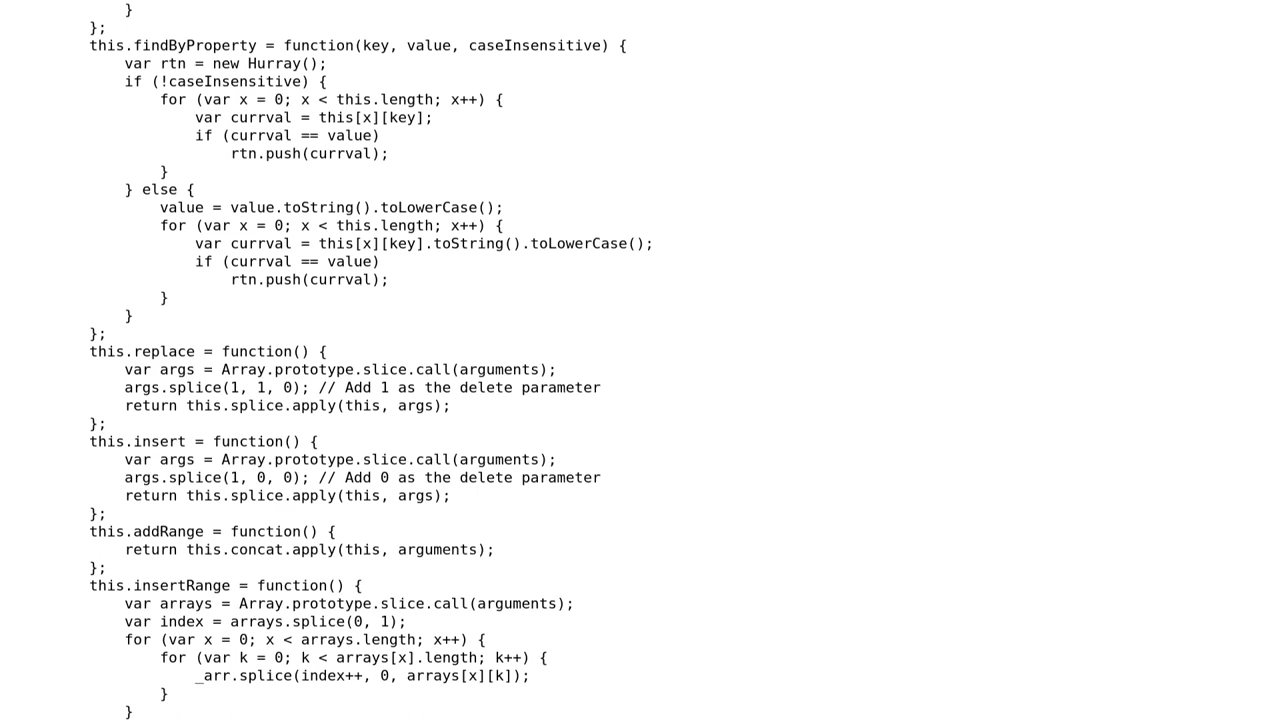 }
};
this.findByProperty = function(key, value, caseInsensitive) {
var rtn = new Hurray();
if (!caseInsensitive) {
for (var x = 0; x < this.length; x++) {
var currval = this[x][key];
if (currval == value)
rtn.push(currval);
}
} else {
value = value.toString().toLowerCase();
for (var x = 0; x < this.length; x++) {
var currval = this[x][key].toString().toLowerCase();
if (currval == value)
rtn.push(currval);
}
}
};
this.replace = function() {
var args = Array.prototype.slice.call(arguments);
args.splice(1, 1, 0); // Add 1 as the delete parameter
return this.splice.apply(this, args);
};
this.insert = function() {
var args = Array.prototype.slice.call(arguments);
args.splice(1, 0, 0); // Add 0 as the delete parameter
return this.splice.apply(this, args);
};
this.addRange = function() {
return this.concat.apply(this, arguments);
};
this.insertRange = function() {
var arrays = Array.prototype.slice.call(arguments);
var index = arrays.splice(0, 1);
for (var x = 0; x < arrays.length; x++) {
for (var k = 0; k < arrays[x].length; k++) {
_arr.splice(index++, 0, arrays[x][k]);
}
}